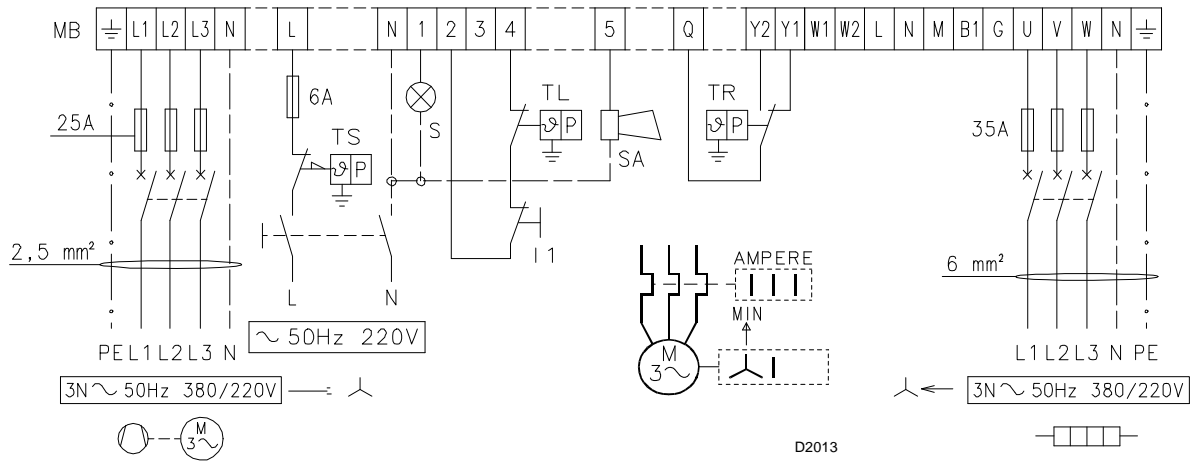 MB L1 L2 L3 N L N 1 2 3 4 5 Q Y2 Y1 W1 W2 L N M B1 G U V W N
25A
6A
TS
S
TL
ϑ P
SA
TR
ϑ P
35A
ϑ P
2,5 mm²
I1
6 mm²
L N
AMPERE
MIN
~ 50Hz 220V
M
3~
PE L1 L2 L3 N
L1 L2 L3 N PE
3N ~ 50Hz 380/220V
3N ~ 50Hz 380/220V
M
3~
D2013